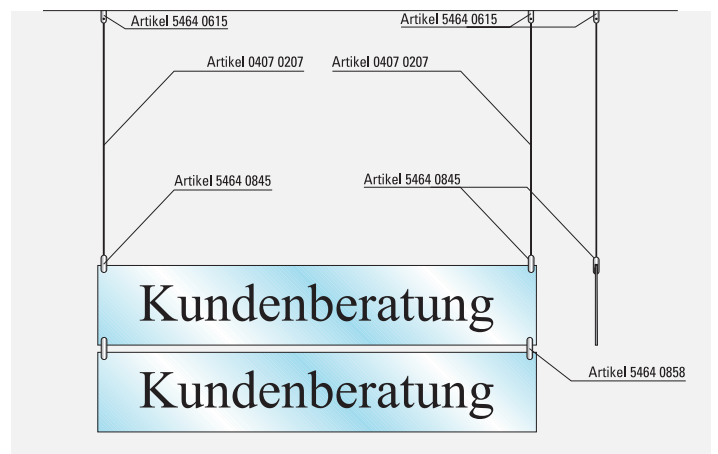 Artikel 5464 0615 Artikel 5464 0615
Artikel 0407 0207 Artikel 0407 0207
Artikel 5464 0845 Artikel 5464 0845
Kundenberatung
Artikel 5464 0858
Kundenberatung